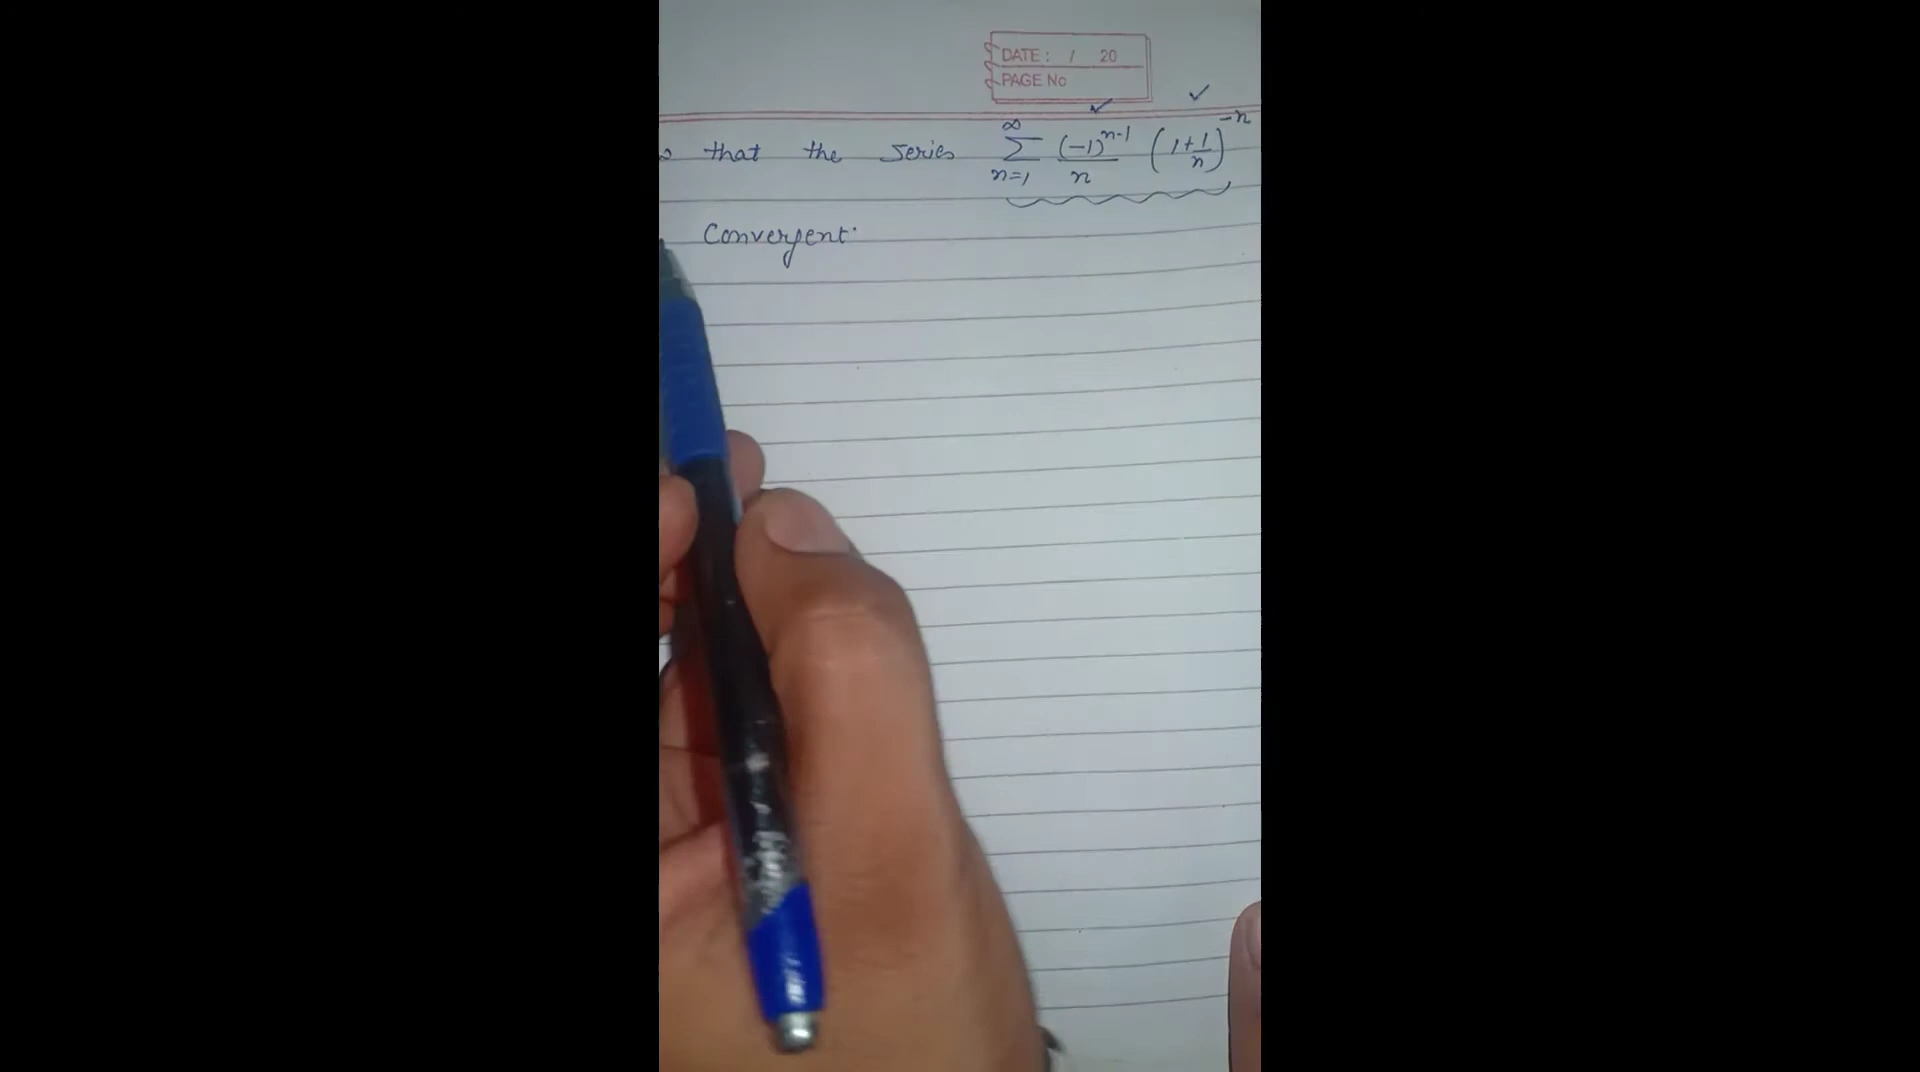 DATE: / 20
PAGE No
that the series ∞ ∑ n=1 (-1)^{n-1}/n (1+1/n)^{-n}
Convergent.